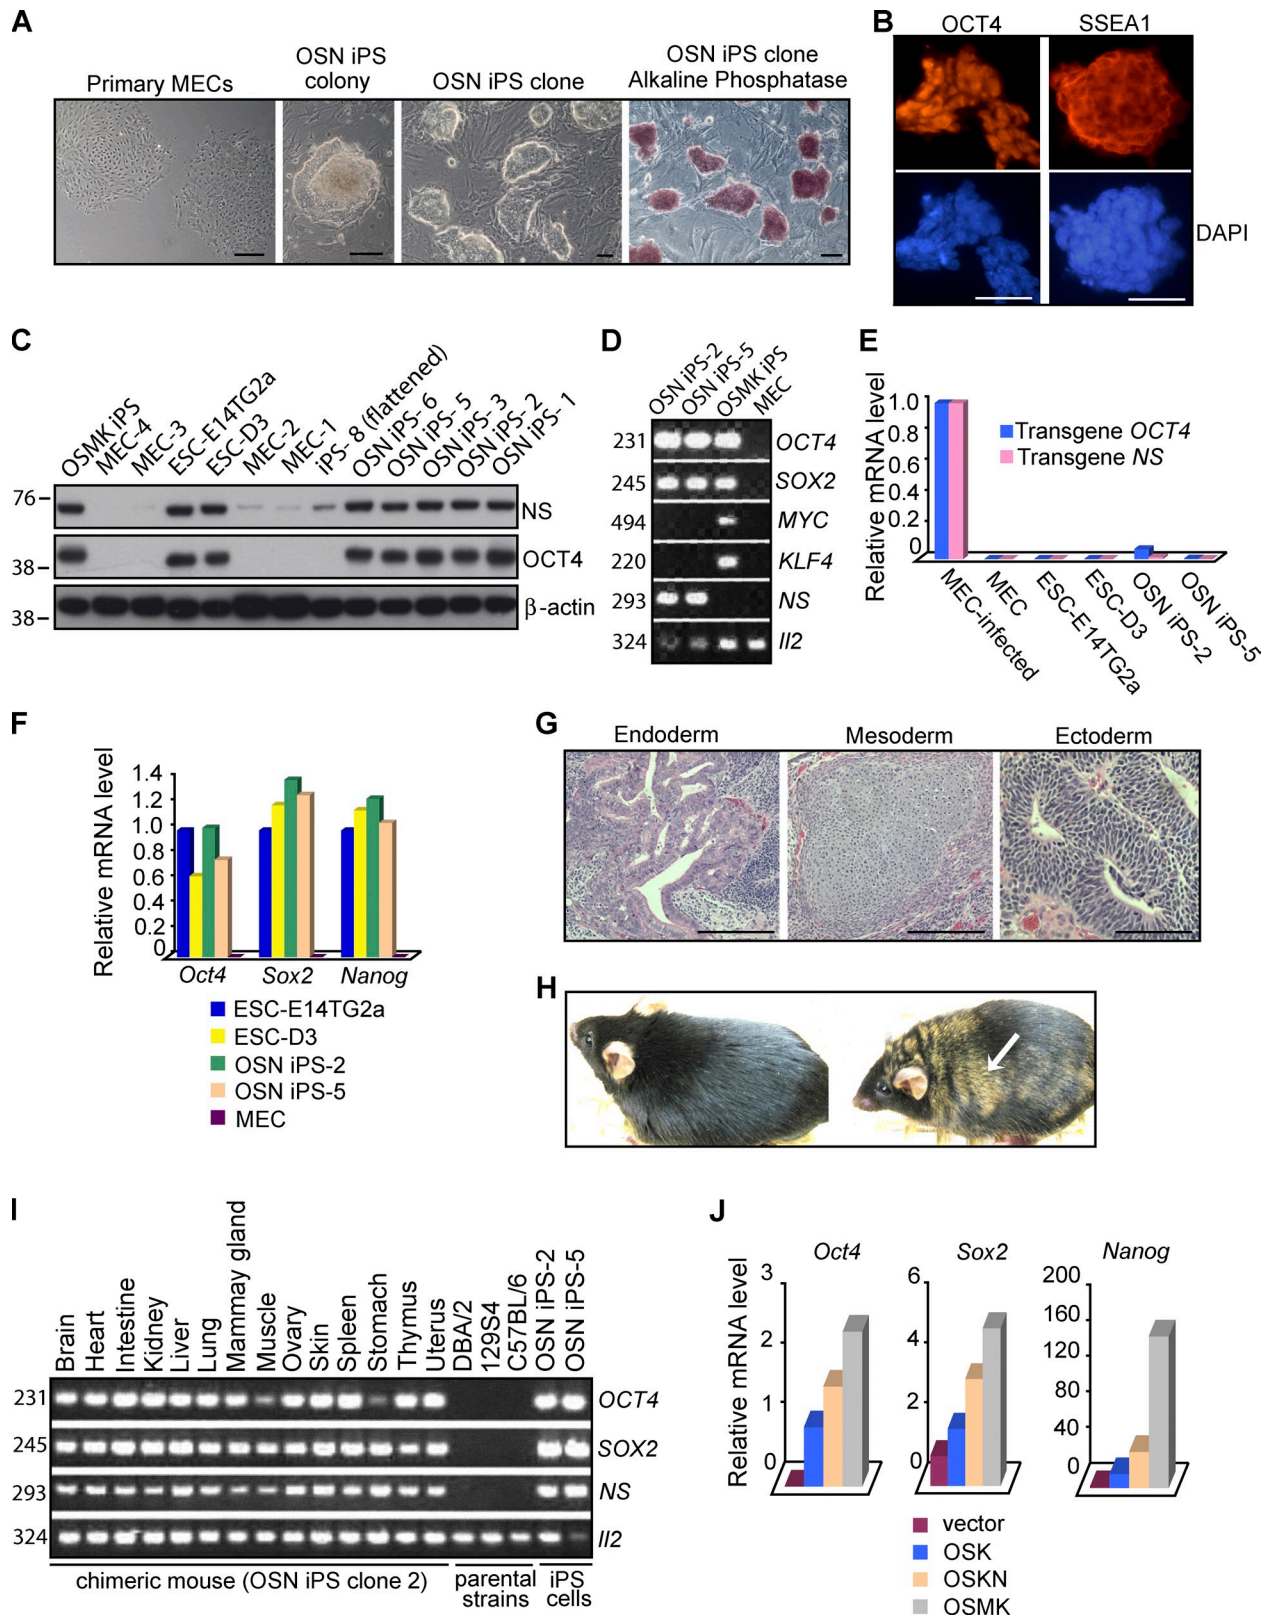 A
Primary MECs
OSN iPS
colony
OSN iPS clone
OSN iPS clone
Alkaline Phosphatase
B
OCT4
SSEA1
DAPI
C
OSMK iPS
MEC-4
MEC-3
ESC-E14TG2a
ESC-D3
MEC-2
MEC-1
iPS- 8 (flattened)
OSN iPS- 6
OSN iPS- 5
OSN iPS- 3
OSN iPS- 2
OSN iPS- 1
76
NS
OCT4
38
38
β-actin
D
OSN iPS-2
OSN iPS-5
OSMK iPS
MEC
231 OCT4
245 SOX2
494 MYC
220 KLF4
293 NS
324 Il2
E
Relative mRNA level
1.0
0.8
0.6
0.4
0.2
0
Transgene OCT4
Transgene NS
MEC-infected
MEC
ESC-E14TG2a
ESC-D3
OSN iPS-2
OSN iPS-5
F
Relative mRNA level
1.4
1.2
1.0
0.8
0.6
0.4
0.2
0
Oct4 Sox2 Nanog
ESC-E14TG2a
ESC-D3
OSN iPS-2
OSN iPS-5
MEC
G
Endoderm
Mesoderm
Ectoderm
H
I
Brain
Heart
Intestine
Kidney
Liver
Lung
Mammay gland
Muscle
Ovary
Skin
Spleen
Stomach
Thymus
Uterus
DBA/2
129S4
C57BL/6
OSN iPS-2
OSN iPS-5
231 OCT4
245 SOX2
293 NS
324 Il2
chimeric mouse (OSN iPS clone 2)
parental
strains
iPS
cells
J
Relative mRNA level
Oct4
3
2
1
0
Sox2
6
4
2
0
Nanog
200
160
120
80
40
0
vector
OSK
OSKN
OSMK